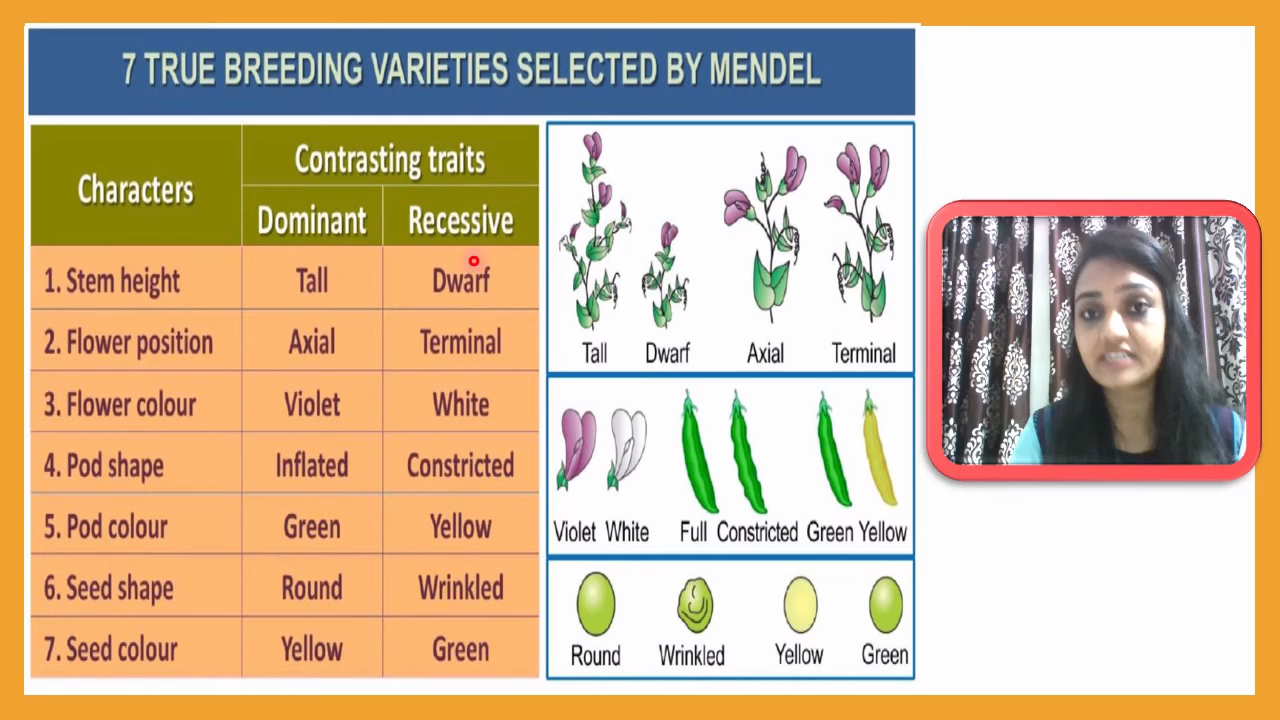 7 TRUE BREEDING VARIETIES SELECTED BY MENDEL
Characters
Contrasting traits
Dominant
Recessive
1. Stem height Tall Dwarf
2. Flower position Axial Terminal
3. Flower colour Violet White
4. Pod shape Inflated Constricted
5. Pod colour Green Yellow
6. Seed shape Round Wrinkled
7. Seed colour Yellow Green
Tall Dwarf Axial Terminal
Violet White Full Constricted Green Yellow
Round Wrinkled Yellow Green